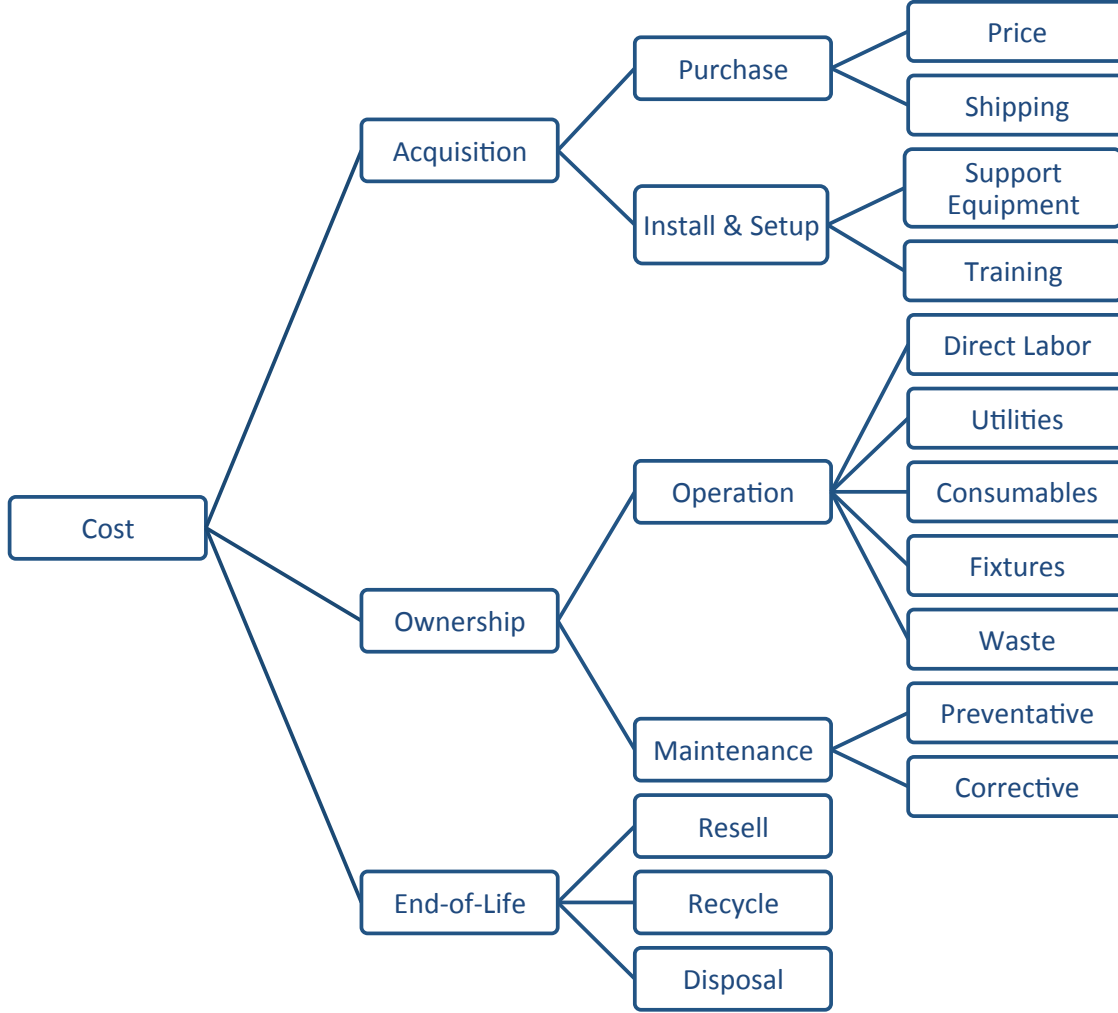 Price
Purchase
Shipping
Acquisition
Support
Equipment
Install & Setup
Training
Direct Labor
Utilities
Operation
Consumables
Cost
Fixtures
Ownership
Waste
Preventative
Maintenance
Corrective
Resell
End-of-Life
Recycle
Disposal